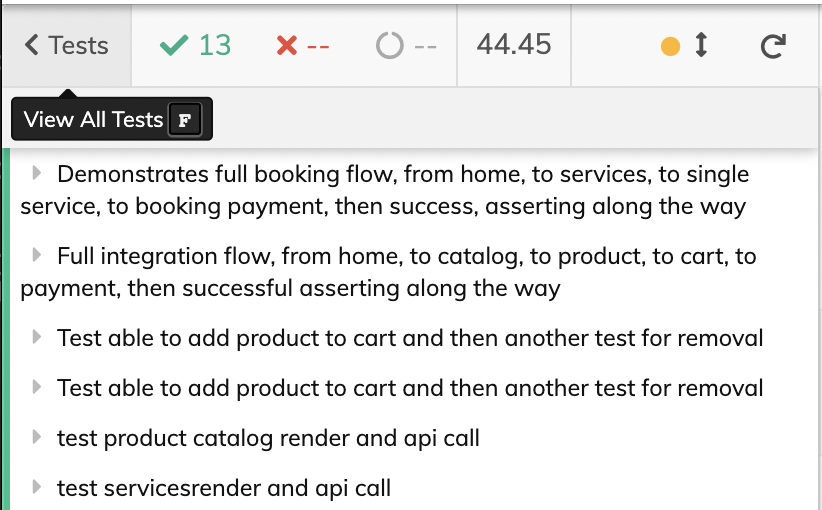 Tests 13 -- -- 44.45
View All Tests F
Demonstrates full booking flow, from home, to services, to single
service, to booking payment, then success, asserting along the way
Full integration flow, from home, to catalog, to product, to cart, to
payment, then successful asserting along the way
Test able to add product to cart and then another test for removal
Test able to add product to cart and then another test for removal
test product catalog render and api call
test servicesrender and api call